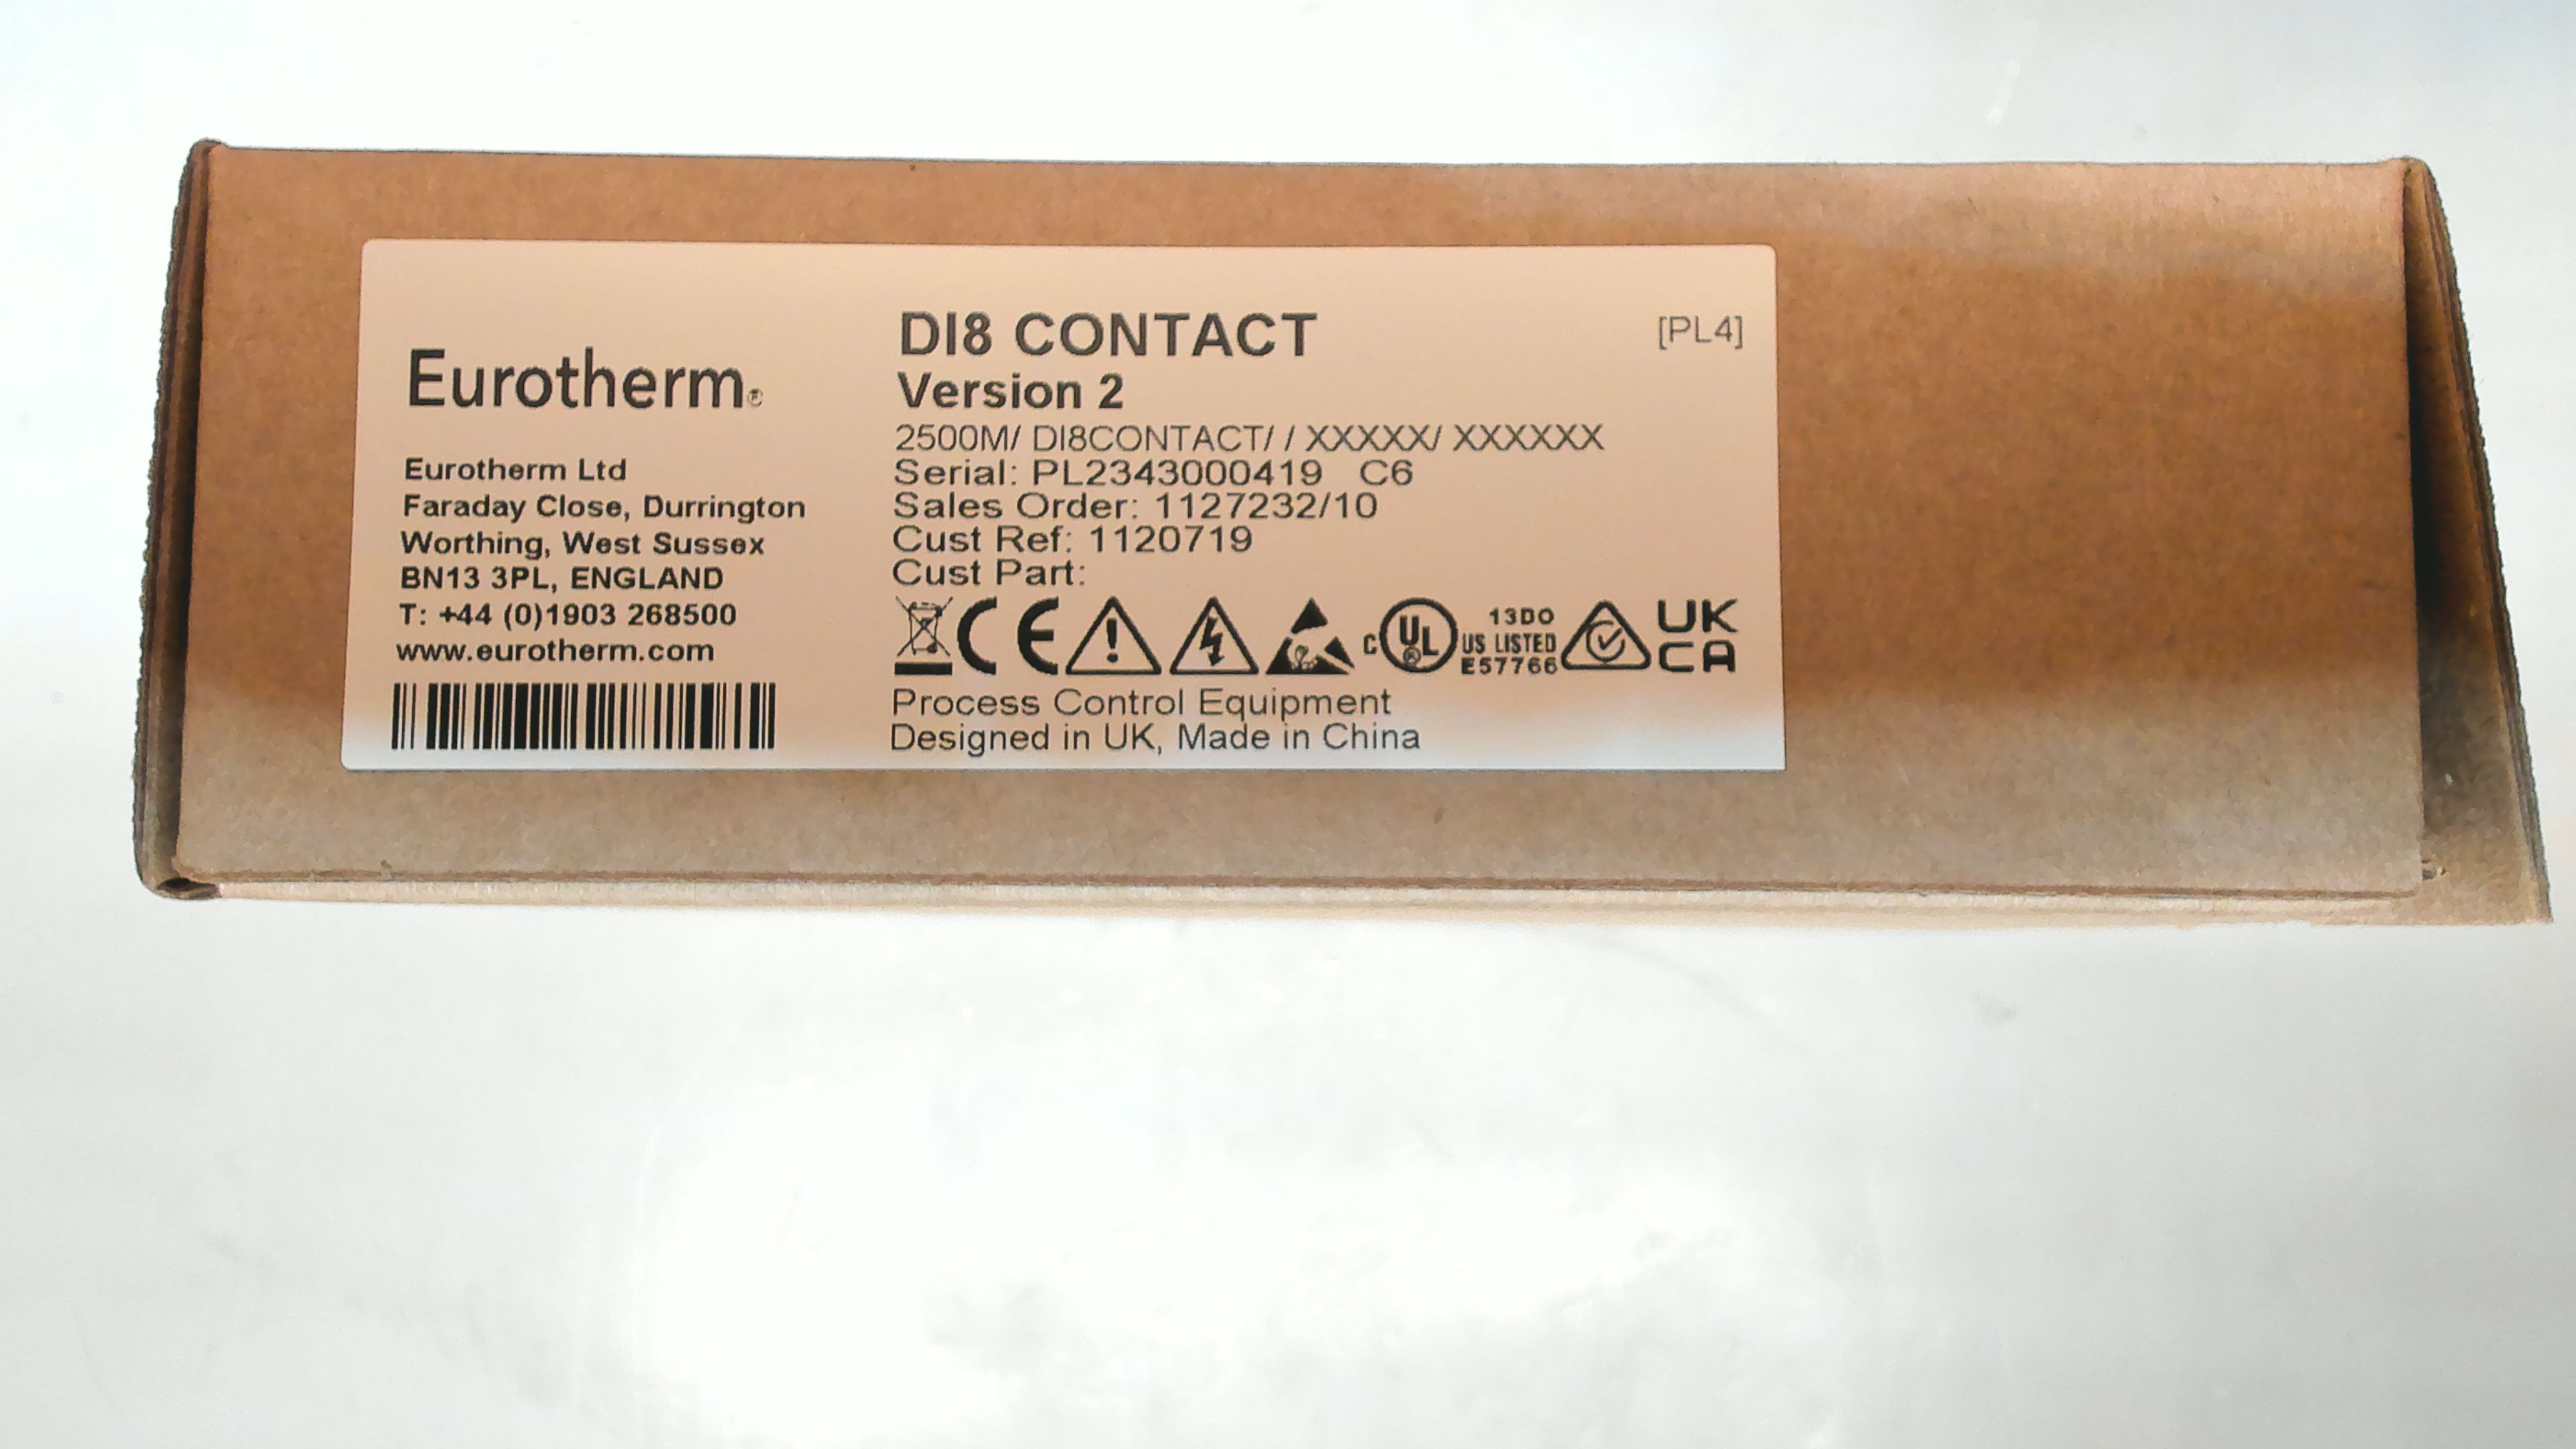 Eurotherm®
Eurotherm Ltd
Faraday Close, Durrington
Worthing, West Sussex
BN13 3PL, ENGLAND
T: +44 (0)1903 268500
www.eurotherm.com
DI8 CONTACT
[PL4]
Version 2
2500M/ DI8CONTACT/ / XXXXX/ XXXXXX
Serial: PL2343000419 C6
Sales Order: 1127232/10
Cust Ref: 1120719
Cust Part:
CE
C UL ® US LISTED
13DO
E57766
UK
CA
Process Control Equipment
Designed in UK, Made in China